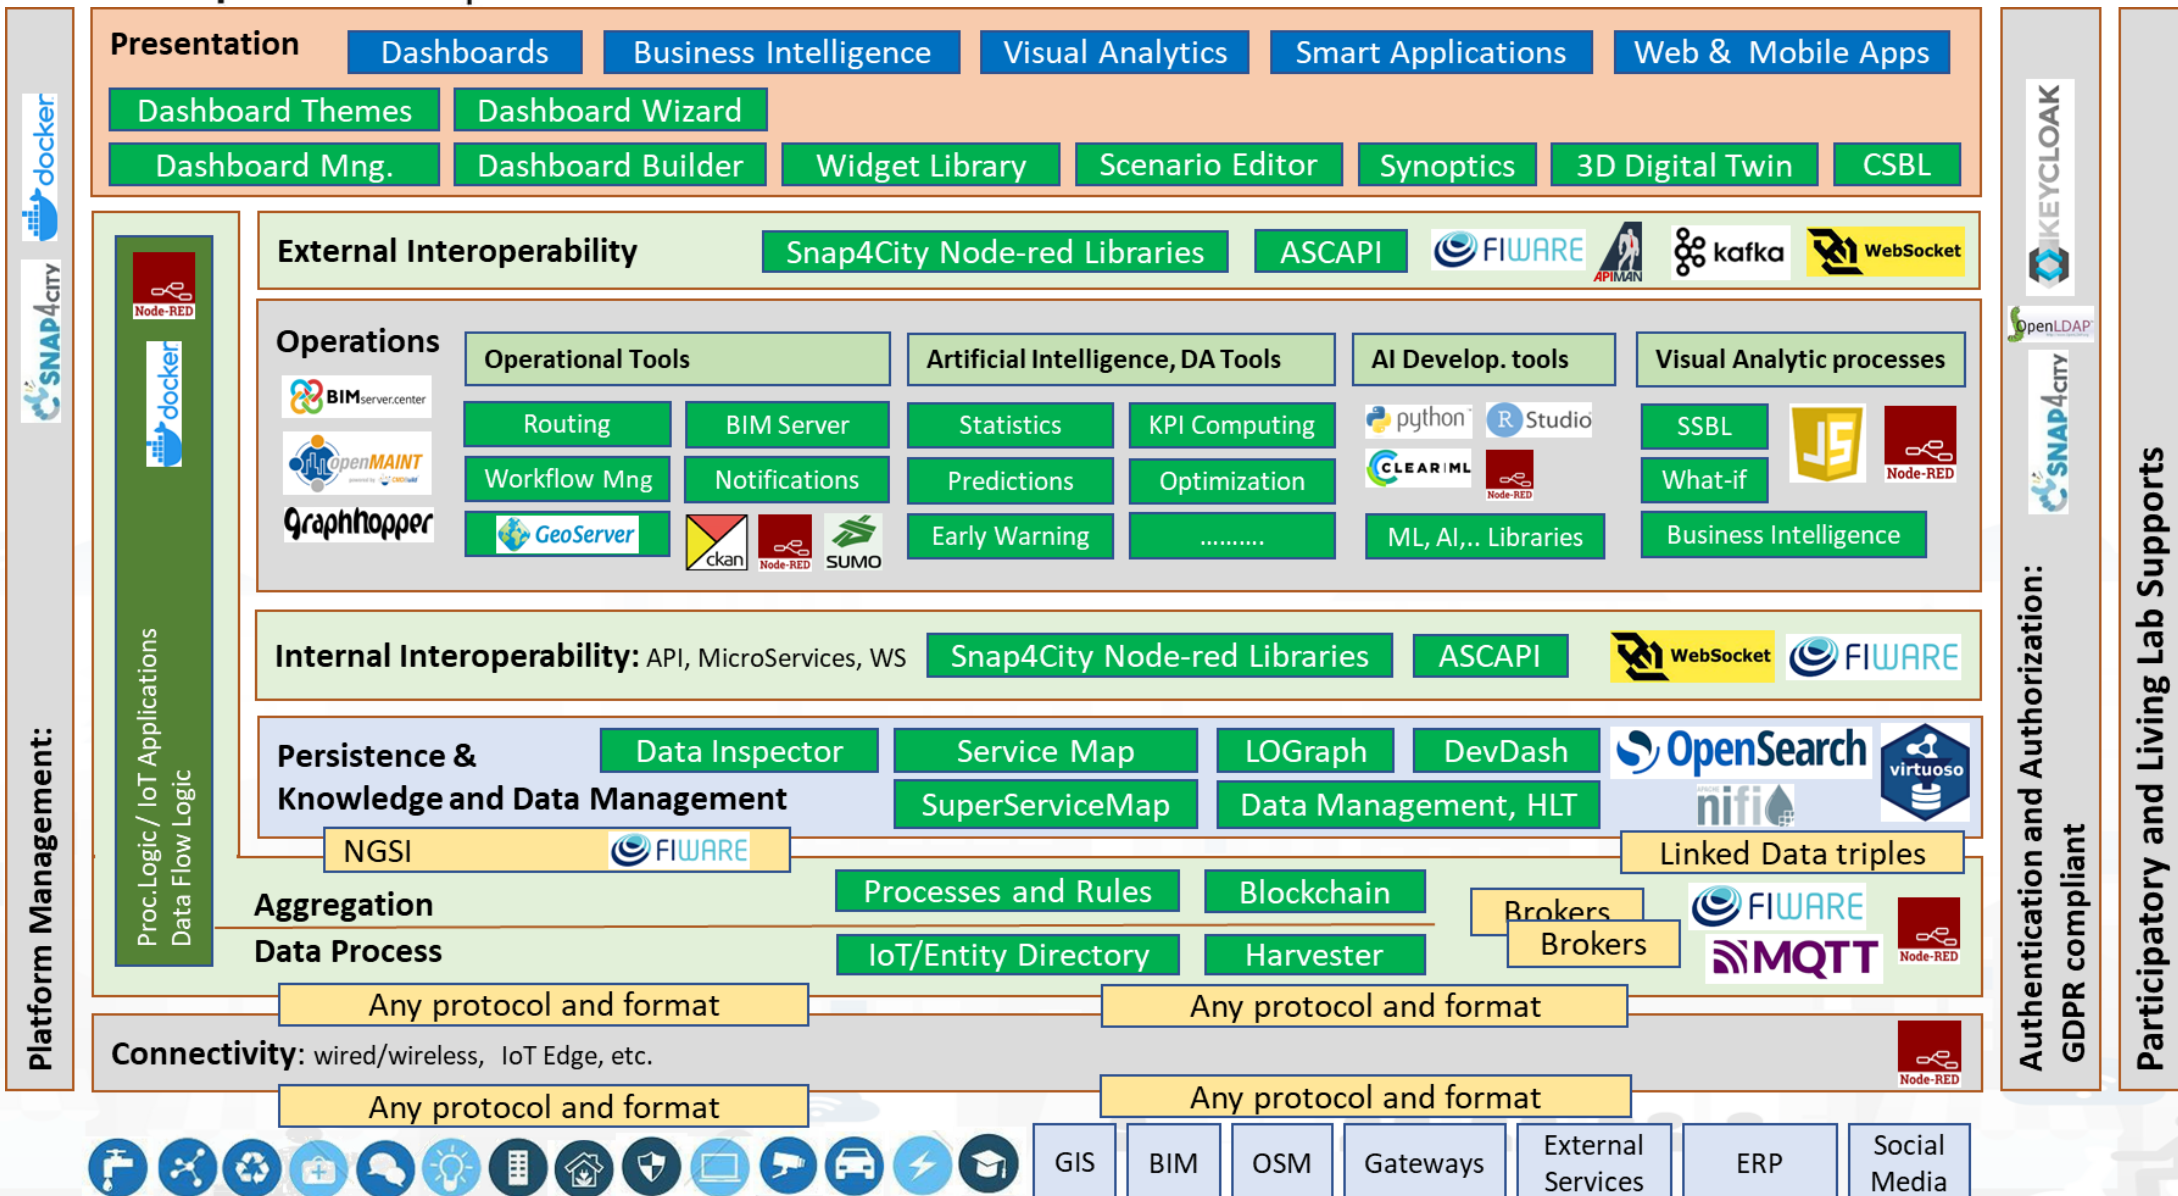 Presentation
Dashboards
Business Intelligence
Visual Analytics
Smart Applications
Web & Mobile Apps
Dashboard Themes
Dashboard Wizard
Dashboard Mng.
Dashboard Builder
Widget Library
Scenario Editor
Synoptics
3D Digital Twin
CSBL
docker
SNAP4CITY
Platform Management:
Node-RED
docker
Proc.Logic / IoT Applications
Data Flow Logic
External Interoperability
Snap4City Node-red Libraries
ASCAPI
FIWARE
APIMAN
kafka
WebSocket
Operations
BIMserver.center
openMAINT
powered by CMDBuild
GraphHopper
Operational Tools
Routing
BIM Server
Workflow Mng
Notifications
GeoServer
ckan
Node-RED
SUMO
Artificial Intelligence, DA Tools
Statistics
KPI Computing
Predictions
Optimization
Early Warning
..........
AI Develop. tools
python
R Studio
CLEAR|ML
Node-RED
ML, AI,.. Libraries
Visual Analytic processes
SSBL
JS
Node-RED
What-if
Business Intelligence
Internal Interoperability: API, MicroServices, WS
Snap4City Node-red Libraries
ASCAPI
WebSocket
FIWARE
Persistence &
Knowledge and Data Management
Data Inspector
Service Map
LOGraph
DevDash
SuperServiceMap
Data Management, HLT
OpenSearch
APACHE
nifi
virtuoso
NGSI
FIWARE
Linked Data triples
Aggregation
Processes and Rules
Blockchain
Data Process
IoT/Entity Directory
Harvester
Brokers
Brokers
FIWARE
MQTT
Node-RED
Any protocol and format
Any protocol and format
Connectivity: wired/wireless, IoT Edge, etc.
Node-RED
Any protocol and format
Any protocol and format
GIS
BIM
OSM
Gateways
External
Services
ERP
Social
Media
KEYCLOAK
OpenLDAP
SNAP4CITY
Authentication and Authorization:
GDPR compliant
Participatory and Living Lab Supports